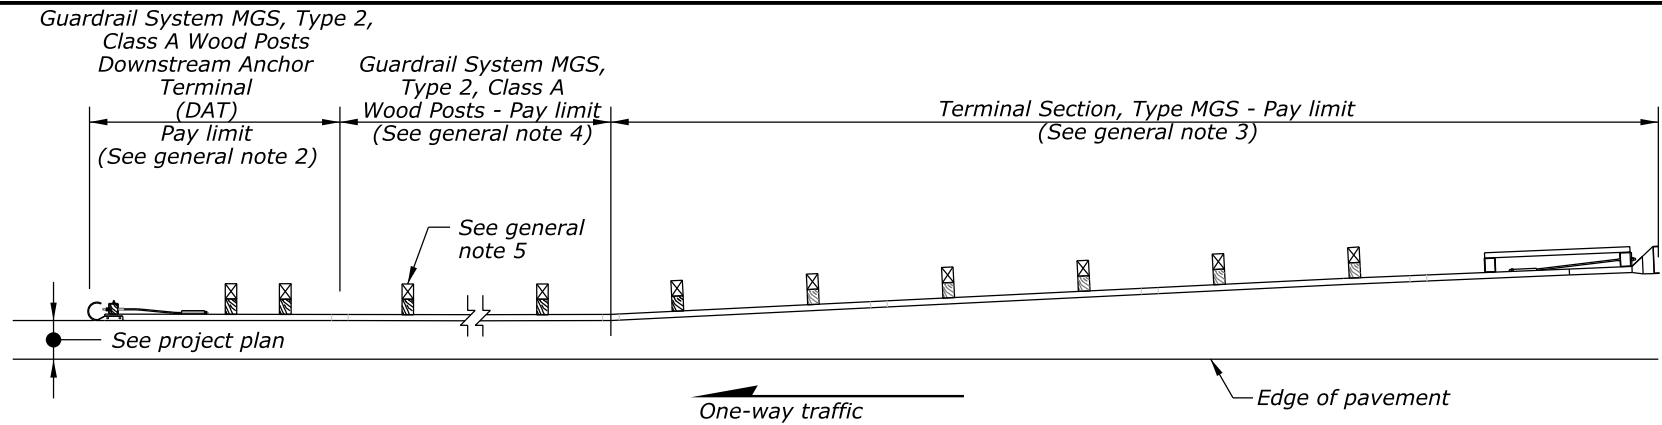 Guardrail System MGS, Type 2,
Class A Wood Posts
Downstream Anchor
Terminal
(DAT)
Pay limit
(See general note 2)
Guardrail System MGS,
Type 2, Class A
Wood Posts - Pay limit
(See general note 4)
Terminal Section, Type MGS - Pay limit
(See general note 3)
See general
note 5
See project plan
One-way traffic
Edge of pavement